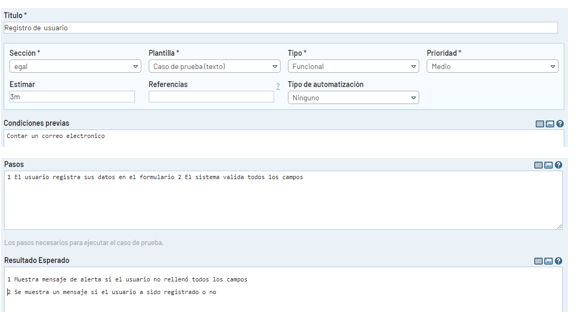 Título *
Registro de usuario
Sección * Plantilla * Tipo * Prioridad *
egal Caso de prueba (texto) Funcional Medio
Estimar Referencias ? Tipo de automatización
3m Ninguno
Condiciones previas
Contar un correo electronico
Pasos
1 El usuario registra sus datos en el formulario 2 El sistema valida todos los campos
Los pasos necesarios para ejecutar el caso de prueba.
Resultado Esperado
1 Muestra mensaje de alerta si el usuario no rellenó todos los campos
2 Se muestra un mensaje si el usuario a sido registrado o no